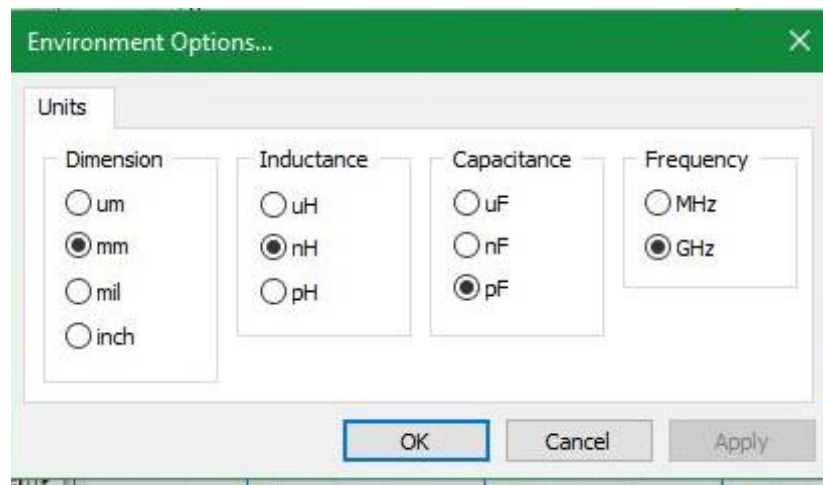 Environment Options...
Units
Dimension
um
mm
mil
inch
Inductance
uH
nH
pH
Capacitance
uF
nF
pF
Frequency
MHz
GHz
OK
Cancel
Apply